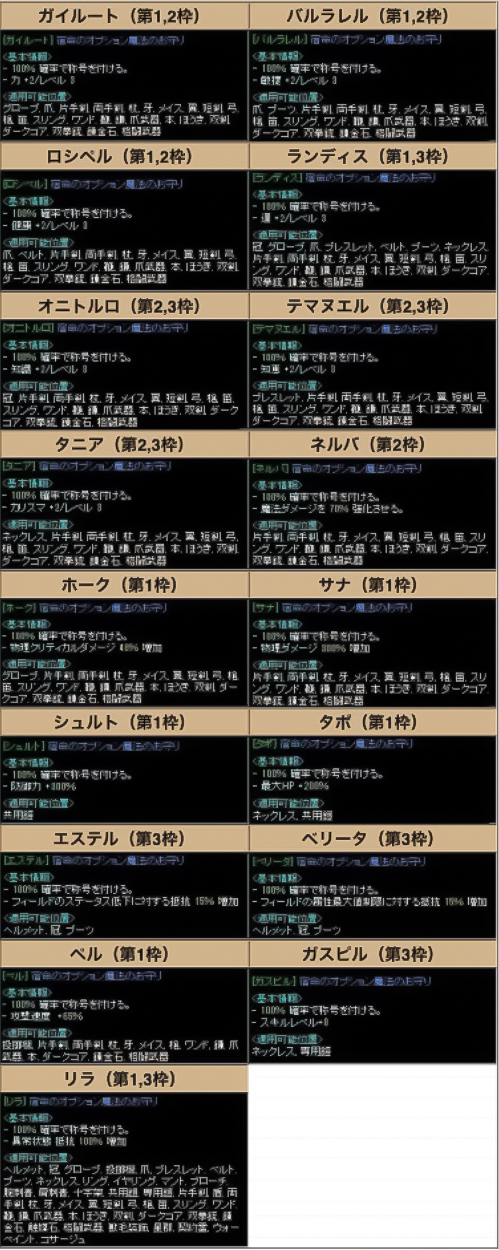 ガイルート（第1,2枠）
[ガイルート] 宿命のオプション魔法のお守り
<基本情報>
- 100% 確率で称号を付ける。
- 力 +2/レベル 3
<適用可能位置>
グローブ, 爪, 片手剣, 両手剣, 杖, 牙, メイス, 翼, 短剣, 弓,
槍, 笛, スリング, ワンド, 鞭, 鎌, 爪武器, 本, ほうき, 双剣,
ダークコア, 双拳銃, 錬金石, 格闘武器
バルラレル（第1,2枠）
[バルラレル] 宿命のオプション魔法のお守り
<基本情報>
- 100% 確率で称号を付ける。
- 敏捷 +2/レベル 3
<適用可能位置>
爪, ブーツ, 片手剣, 両手剣, 杖, 牙, メイス, 翼, 短剣, 弓,
槍, 笛, スリング, ワンド, 鞭, 鎌, 爪武器, 本, ほうき, 双剣,
ダークコア, 双拳銃, 錬金石, 格闘武器
ロシペル（第1,2枠）
[ロシペル] 宿命のオプション魔法のお守り
<基本情報>
- 100% 確率で称号を付ける。
- 健康 +2/レベル 3
<適用可能位置>
爪, ベルト, 片手剣, 両手剣, 杖, 牙, メイス, 翼, 短剣, 弓,
槍, 笛, スリング, ワンド, 鞭, 鎌, 爪武器, 本, ほうき, 双剣,
ダークコア, 双拳銃, 錬金石, 格闘武器
ランディス（第1,3枠）
[ランディス] 宿命のオプション魔法のお守り
<基本情報>
- 100% 確率で称号を付ける。
- 運 +2/レベル 3
<適用可能位置>
冠, グローブ, 爪, ブレスレット, ベルト, ブーツ, ネックレス,
片手剣, 両手剣, 杖, 牙, メイス, 翼, 短剣, 弓, 槍, 笛, スリ
ング, ワンド, 鞭, 鎌, 爪武器, 本, ほうき, 双剣, ダークコア,
双拳銃, 錬金石, 格闘武器
オニトルロ（第2,3枠）
[オニトルロ] 宿命のオプション魔法のお守り
<基本情報>
- 100% 確率で称号を付ける。
- 知識 +2/レベル 3
<適用可能位置>
冠, 片手剣, 両手剣, 杖, 牙, メイス, 翼, 短剣, 弓, 槍, 笛,
スリング, ワンド, 鞭, 鎌, 爪武器, 本, ほうき, 双剣, ダーク
コア, 双拳銃, 錬金石, 格闘武器
テマヌエル（第2,3枠）
[テマヌエル] 宿命のオプション魔法のお守り
<基本情報>
- 100% 確率で称号を付ける。
- 知恵 +2/レベル 3
<適用可能位置>
ブレスレット, 片手剣, 両手剣, 杖, 牙, メイス, 翼, 短剣, 弓,
槍, 笛, スリング, ワンド, 鞭, 鎌, 爪武器, 本, ほうき, 双剣,
ダークコア, 双拳銃, 錬金石, 格闘武器
タニア（第2,3枠）
[タニア] 宿命のオプション魔法のお守り
<基本情報>
- 100% 確率で称号を付ける。
- カリスマ +2/レベル 3
<適用可能位置>
ネックレス, 片手剣, 両手剣, 杖, 牙, メイス, 翼, 短剣, 弓,
槍, 笛, スリング, ワンド, 鞭, 鎌, 爪武器, 本, ほうき, 双剣,
ダークコア, 双拳銃, 錬金石, 格闘武器
ネルバ（第2枠）
[ネルバ] 宿命のオプション魔法のお守り
<基本情報>
- 100% 確率で称号を付ける。
- 魔法ダメージを 70% 強化させる。
<適用可能位置>
片手剣, 両手剣, 杖, 牙, メイス, 翼, 短剣, 弓, 槍, 笛, スリ
ング, ワンド, 鞭, 鎌, 爪武器, 本, ほうき, 双剣, ダークコア,
双拳銃, 錬金石, 格闘武器
ホーク（第1枠）
[ホーク] 宿命のオプション魔法のお守り
<基本情報>
- 100% 確率で称号を付ける。
- 物理クリティカルダメージ 40% 増加
<適用可能位置>
グローブ, 片手剣, 両手剣, 杖, 牙, メイス, 翼, 短剣, 弓, 槍,
笛, スリング, ワンド, 鞭, 鎌, 爪武器, 本, ほうき, 双剣, ダー
クコア, 双拳銃, 錬金石, 格闘武器
サナ（第1枠）
[サナ] 宿命のオプション魔法のお守り
<基本情報>
- 100% 確率で称号を付ける。
- 物理ダメージ 300% 増加
<適用可能位置>
片手剣, 両手剣, 杖, 牙, メイス, 翼, 短剣, 弓, 槍, 笛, スリ
ング, ワンド, 鞭, 鎌, 爪武器, 本, ほうき, 双剣, ダークコア,
双拳銃, 錬金石, 格闘武器
シュルト（第1枠）
[シュルト] 宿命のオプション魔法のお守り
<基本情報>
- 100% 確率で称号を付ける。
- 防御力 +300%
<適用可能位置>
共用鎧
タポ（第1枠）
[タポ] 宿命のオプション魔法のお守り
<基本情報>
- 100% 確率で称号を付ける。
- 最大HP +200%
<適用可能位置>
ネックレス, 共用鎧
エステル（第3枠）
[エステル] 宿命のオプション魔法のお守り
<基本情報>
- 100% 確率で称号を付ける。
- フィールドのステータス低下に対する抵抗 15% 増加
<適用可能位置>
ヘルメット, 冠, ブーツ
ベリータ（第3枠）
[ベリータ] 宿命のオプション魔法のお守り
<基本情報>
- 100% 確率で称号を付ける。
- フィールドの属性最大値制限に対する抵抗 15% 増加
<適用可能位置>
ヘルメット, 冠, ブーツ
ペル（第1枠）
[ペル] 宿命のオプション魔法のお守り
<基本情報>
- 100% 確率で称号を付ける。
- 攻撃速度 +65%
<適用可能位置>
投擲機, 片手剣, 両手剣, 杖, 牙, メイス, 槍, ワンド, 鎌, 爪
武器, 本, ダークコア, 錬金石, 格闘武器
ガスピル（第3枠）
[ガスピル] 宿命のオプション魔法のお守り
<基本情報>
- 100% 確率で称号を付ける。
- スキルレベル+8
<適用可能位置>
ネックレス, 専用鎧
リラ（第1,3枠）
[リラ] 宿命のオプション魔法のお守り
<基本情報>
- 100% 確率で称号を付ける。
- 異常状態 抵抗 100% 増加
<適用可能位置>
ヘルメット, 冠, グローブ, 投擲機, 爪, ブレスレット, ベルト,
ブーツ, ネックレス, リング, イヤリング, マント, ブローチ,
腕刺青, 肩刺青, 十字架, 共用鎧, 専用鎧, 片手剣, 盾, 両
手剣, 杖, 牙, メイス, 翼, 短剣, 弓, 槍, 笛, スリング, ワンド,
鞭, 鎌, 爪武器, 本, ほうき, 双剣, ダークコア, 双拳銃, 錬
金石, 触媒石, 格闘武器, 獣毛装飾, 星群, 契約霊, ウォー
ペイント, コサージュ